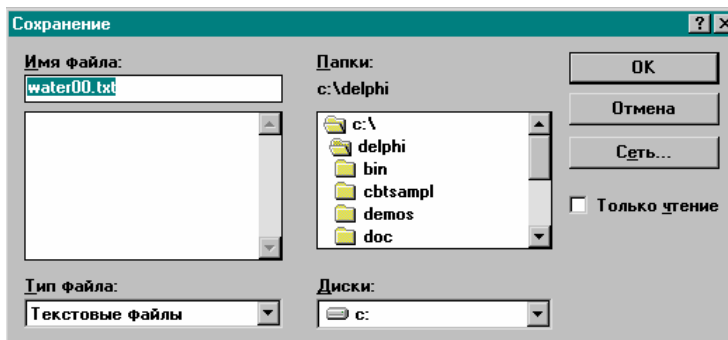 Сохранение
Имя файла:
water00.txt
Папки:
c:\delphi
c:\
delphi
bin
cbtsampl
demos
doc
OK
Отмена
Сеть...
Только чтение
Тип файла:
Текстовые файлы
Диски:
c: